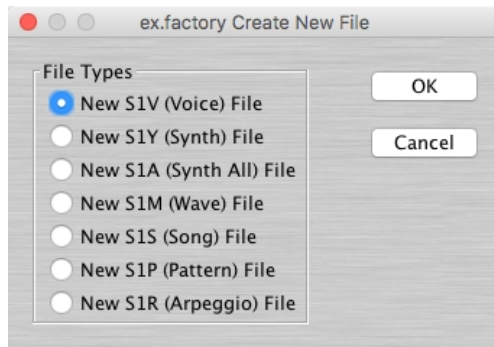 ex.factory Create New File
File Types
New S1V (Voice) File
New S1Y (Synth) File
New S1A (Synth All) File
New S1M (Wave) File
New S1S (Song) File
New S1P (Pattern) File
New S1R (Arpeggio) File
OK
Cancel